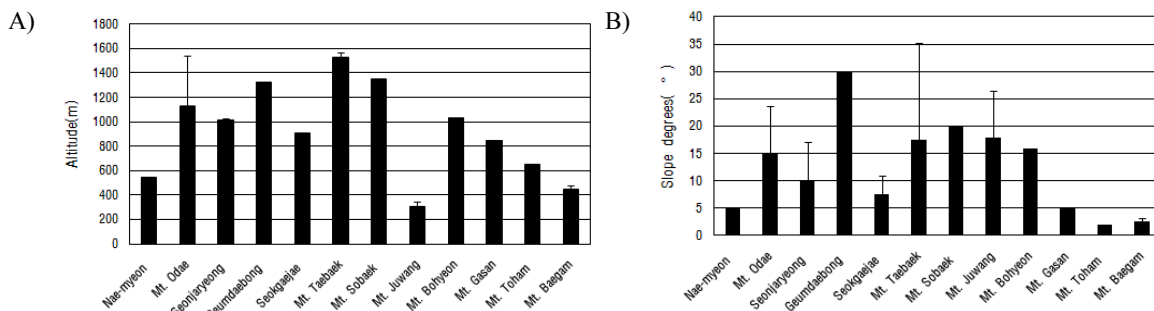 A)
Altitude(m)
1800
1600
1400
1200
1000
800
600
400
200
0
Nae-myeon
Mt. Odae
Seonjaryeong
Geumdaebong
Seokgaejae
Mt. Taebaek
Mt. Sobaek
Mt. Juwang
Mt. Bohyeon
Mt. Gasan
Mt. Toham
Mt. Baegam
B)
Slope degrees( ° )
40
35
30
25
20
15
10
5
0
Nae-myeon
Mt. Odae
Seonjaryeong
Geumdaebong
Seokgaejae
Mt. Taebaek
Mt. Sobaek
Mt. Juwang
Mt. Bohyeon
Mt. Gasan
Mt. Toham
Mt. Baegam